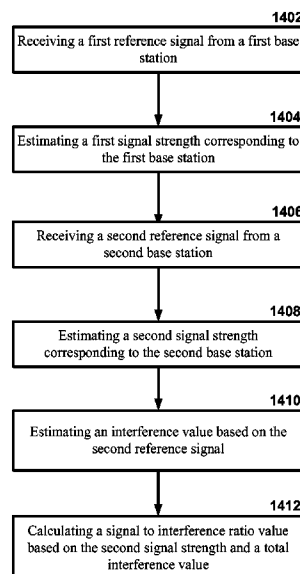 1402
Receiving a first reference signal from a first base
station
1404
Estimating a first signal strength corresponding to
the first base station
1406
Receiving a second reference signal from a
second base station
1408
Estimating a second signal strength
corresponding to the second base station
1410
Estimating an interference value based on the
second reference signal
1412
Calculating a signal to interference ratio value
based on the second signal strength and a total
interference value